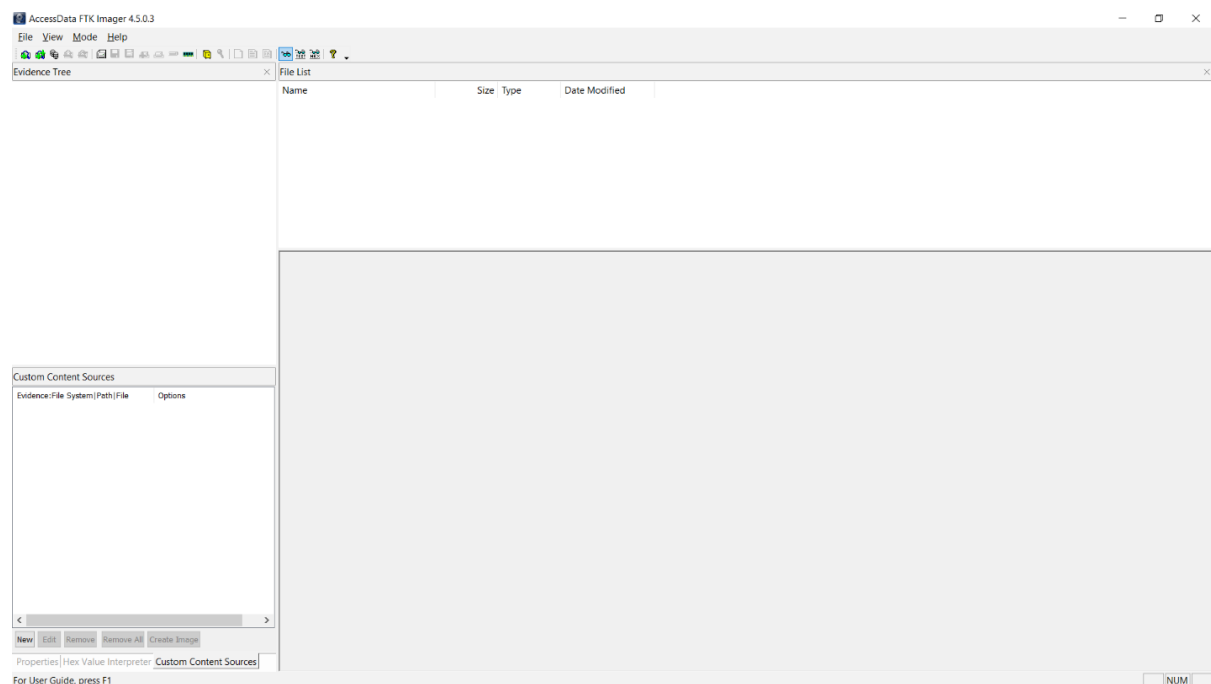 AccessData FTK Imager 4.5.0.3
File View Mode Help
Evidence Tree
File List
Name Size Type Date Modified
Custom Content Sources
Evidence:File System|Path|File Options
New Edit Remove Remove All Create Image
Properties Hex Value Interpreter Custom Content Sources
For User Guide, press F1
NUM